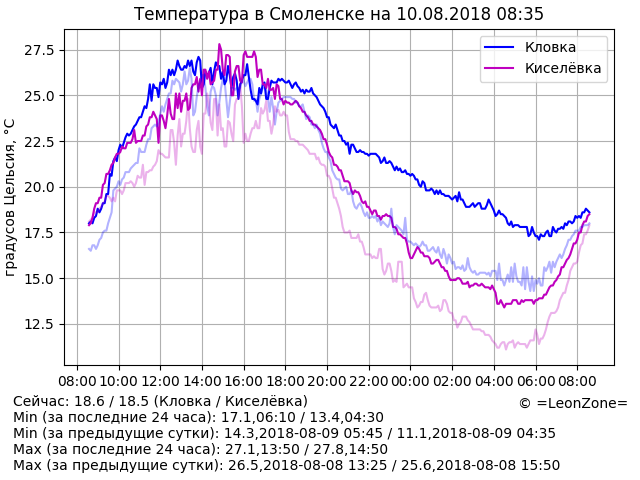 Температура в Смоленске на 10.08.2018 08:35
Кловка
Киселёвка
градусов Цельсия, °C
27.5
25.0
22.5
20.0
17.5
15.0
12.5
08:00 10:00 12:00 14:00 16:00 18:00 20:00 22:00 00:00 02:00 04:00 06:00 08:00
Сейчас: 18.6 / 18.5 (Кловка / Киселёвка)
© =LeonZone=
Min (за последние 24 часа): 17.1,06:10 / 13.4,04:30
Min (за предыдущие сутки): 14.3,2018-08-09 05:45 / 11.1,2018-08-09 04:35
Max (за последние 24 часа): 27.1,13:50 / 27.8,14:50
Max (за предыдущие сутки): 26.5,2018-08-08 13:25 / 25.6,2018-08-08 15:50